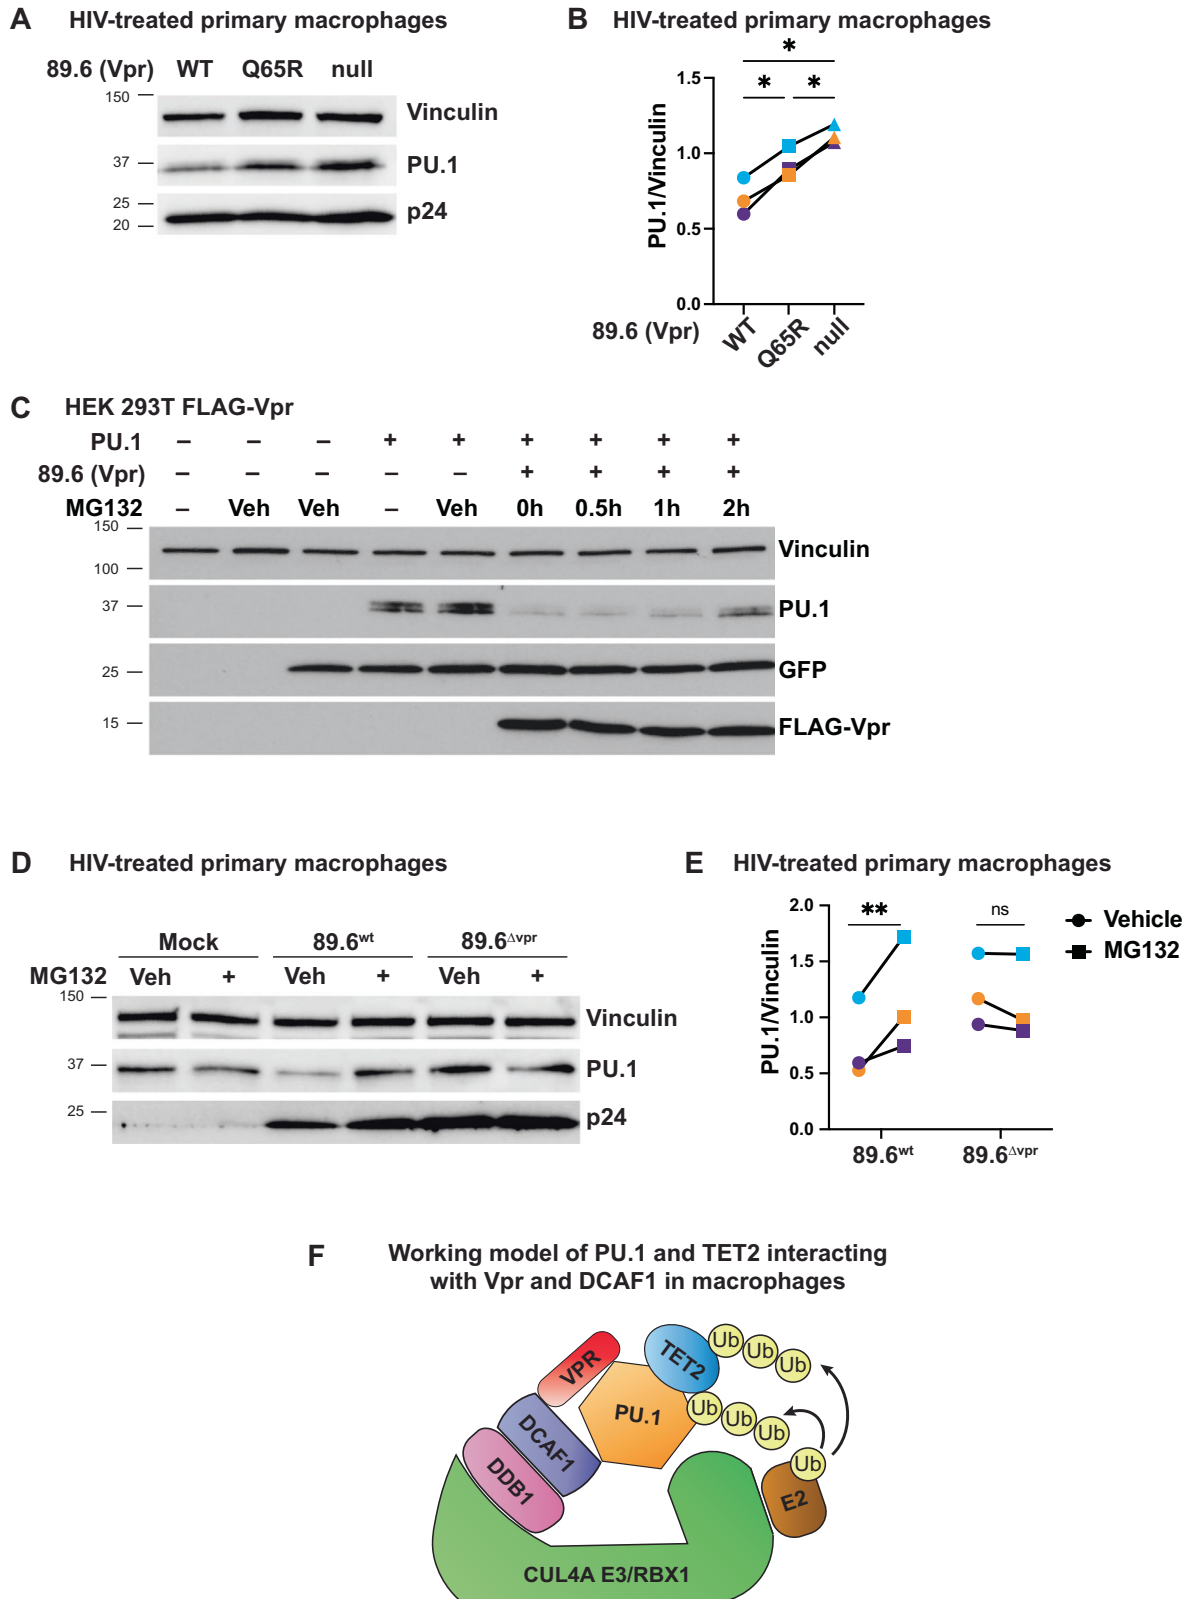 A HIV-treated primary macrophages
89.6 (Vpr) WT Q65R null
150
Vinculin
37
PU.1
25
20
p24
B HIV-treated primary macrophages
*
* *
1.5
1.0
0.5
0.0
PU.1/Vinculin
89.6 (Vpr) WT Q65R null
C HEK 293T FLAG-Vpr
PU.1 – – – + + + + + +
89.6 (Vpr) – – – – – + + + +
MG132 – Veh Veh – Veh 0h 0.5h 1h 2h
150
100
Vinculin
37
PU.1
25
GFP
15
FLAG-Vpr
D HIV-treated primary macrophages
Mock 89.6wt 89.6Δvpr
MG132 Veh + Veh + Veh +
150
Vinculin
37
PU.1
25
p24
E HIV-treated primary macrophages
2.0
1.5
1.0
0.5
0.0
PU.1/Vinculin
** ns
Vehicle
MG132
89.6wt 89.6Δvpr
F Working model of PU.1 and TET2 interacting
with Vpr and DCAF1 in macrophages
VPR
TET2
Ub Ub Ub
PU.1
Ub Ub Ub
DCAF1
DDB1
Ub
E2
CUL4A E3/RBX1